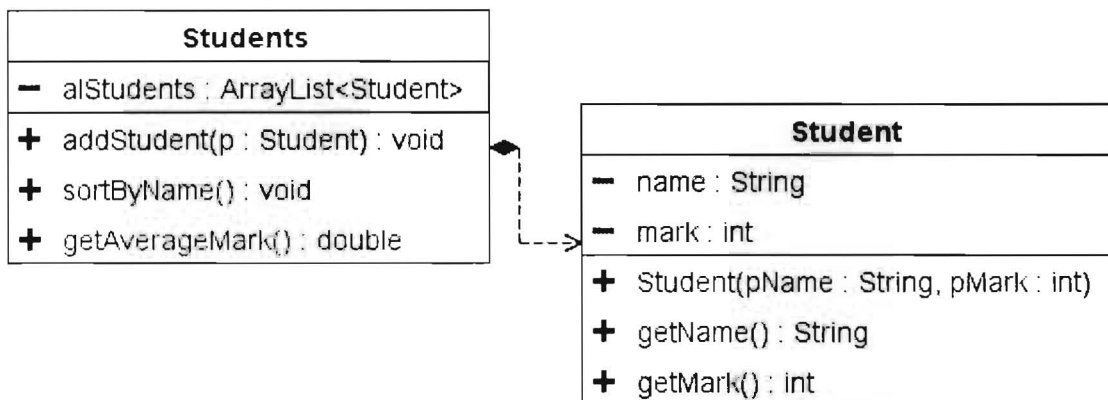 Students
− alStudents : ArrayList<Student>
+ addStudent(p : Student) : void
+ sortByName() : void
+ getAverageMark() : double
Student
− name : String
− mark : int
+ Student(pName : String, pMark : int)
+ getName() : String
+ getMark() : int